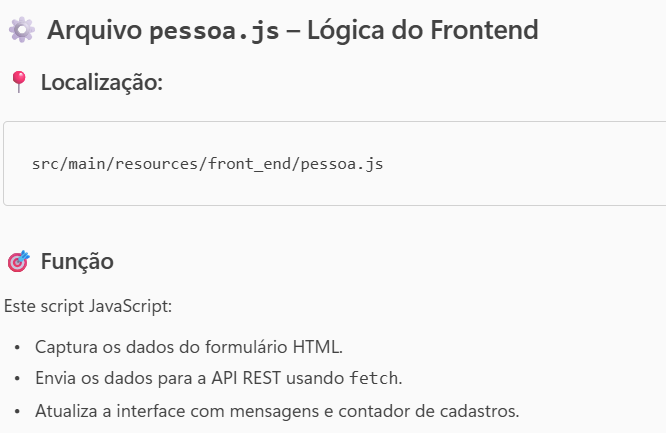 Arquivo pessoa.js – Lógica do Frontend
Localização:
src/main/resources/front_end/pessoa.js
Função
Este script JavaScript:
• Captura os dados do formulário HTML.
• Envia os dados para a API REST usando fetch.
• Atualiza a interface com mensagens e contador de cadastros.